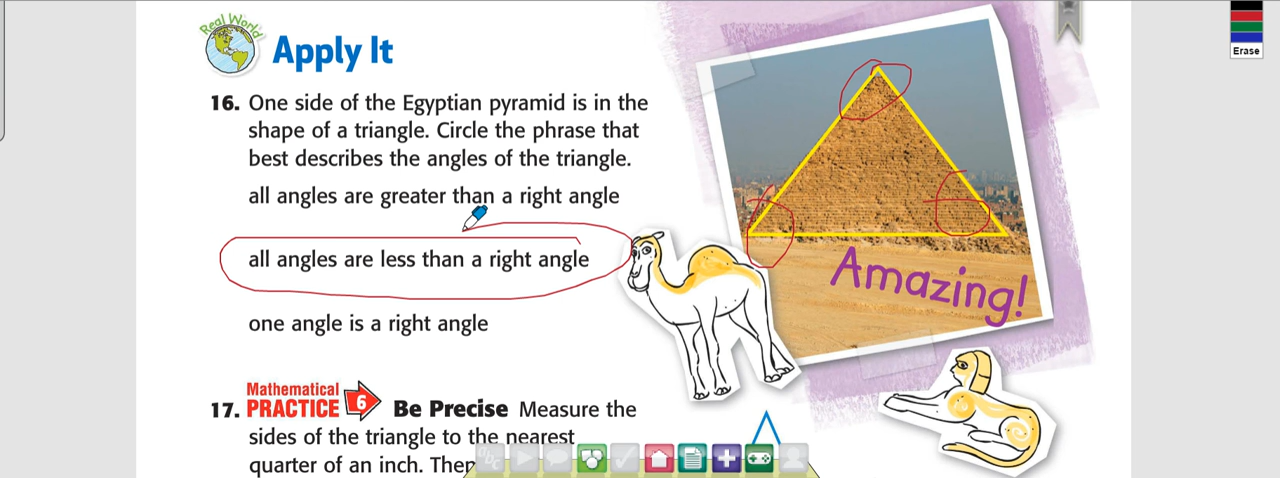 Real World
Apply It
16. One side of the Egyptian pyramid is in the
shape of a triangle. Circle the phrase that
best describes the angles of the triangle.
all angles are greater than a right angle
all angles are less than a right angle
one angle is a right angle
Amazing!
Mathematical
17. PRACTICE 6 Be Precise Measure the
sides of the triangle to the nearest
quarter of an inch. Then
abc
Erase